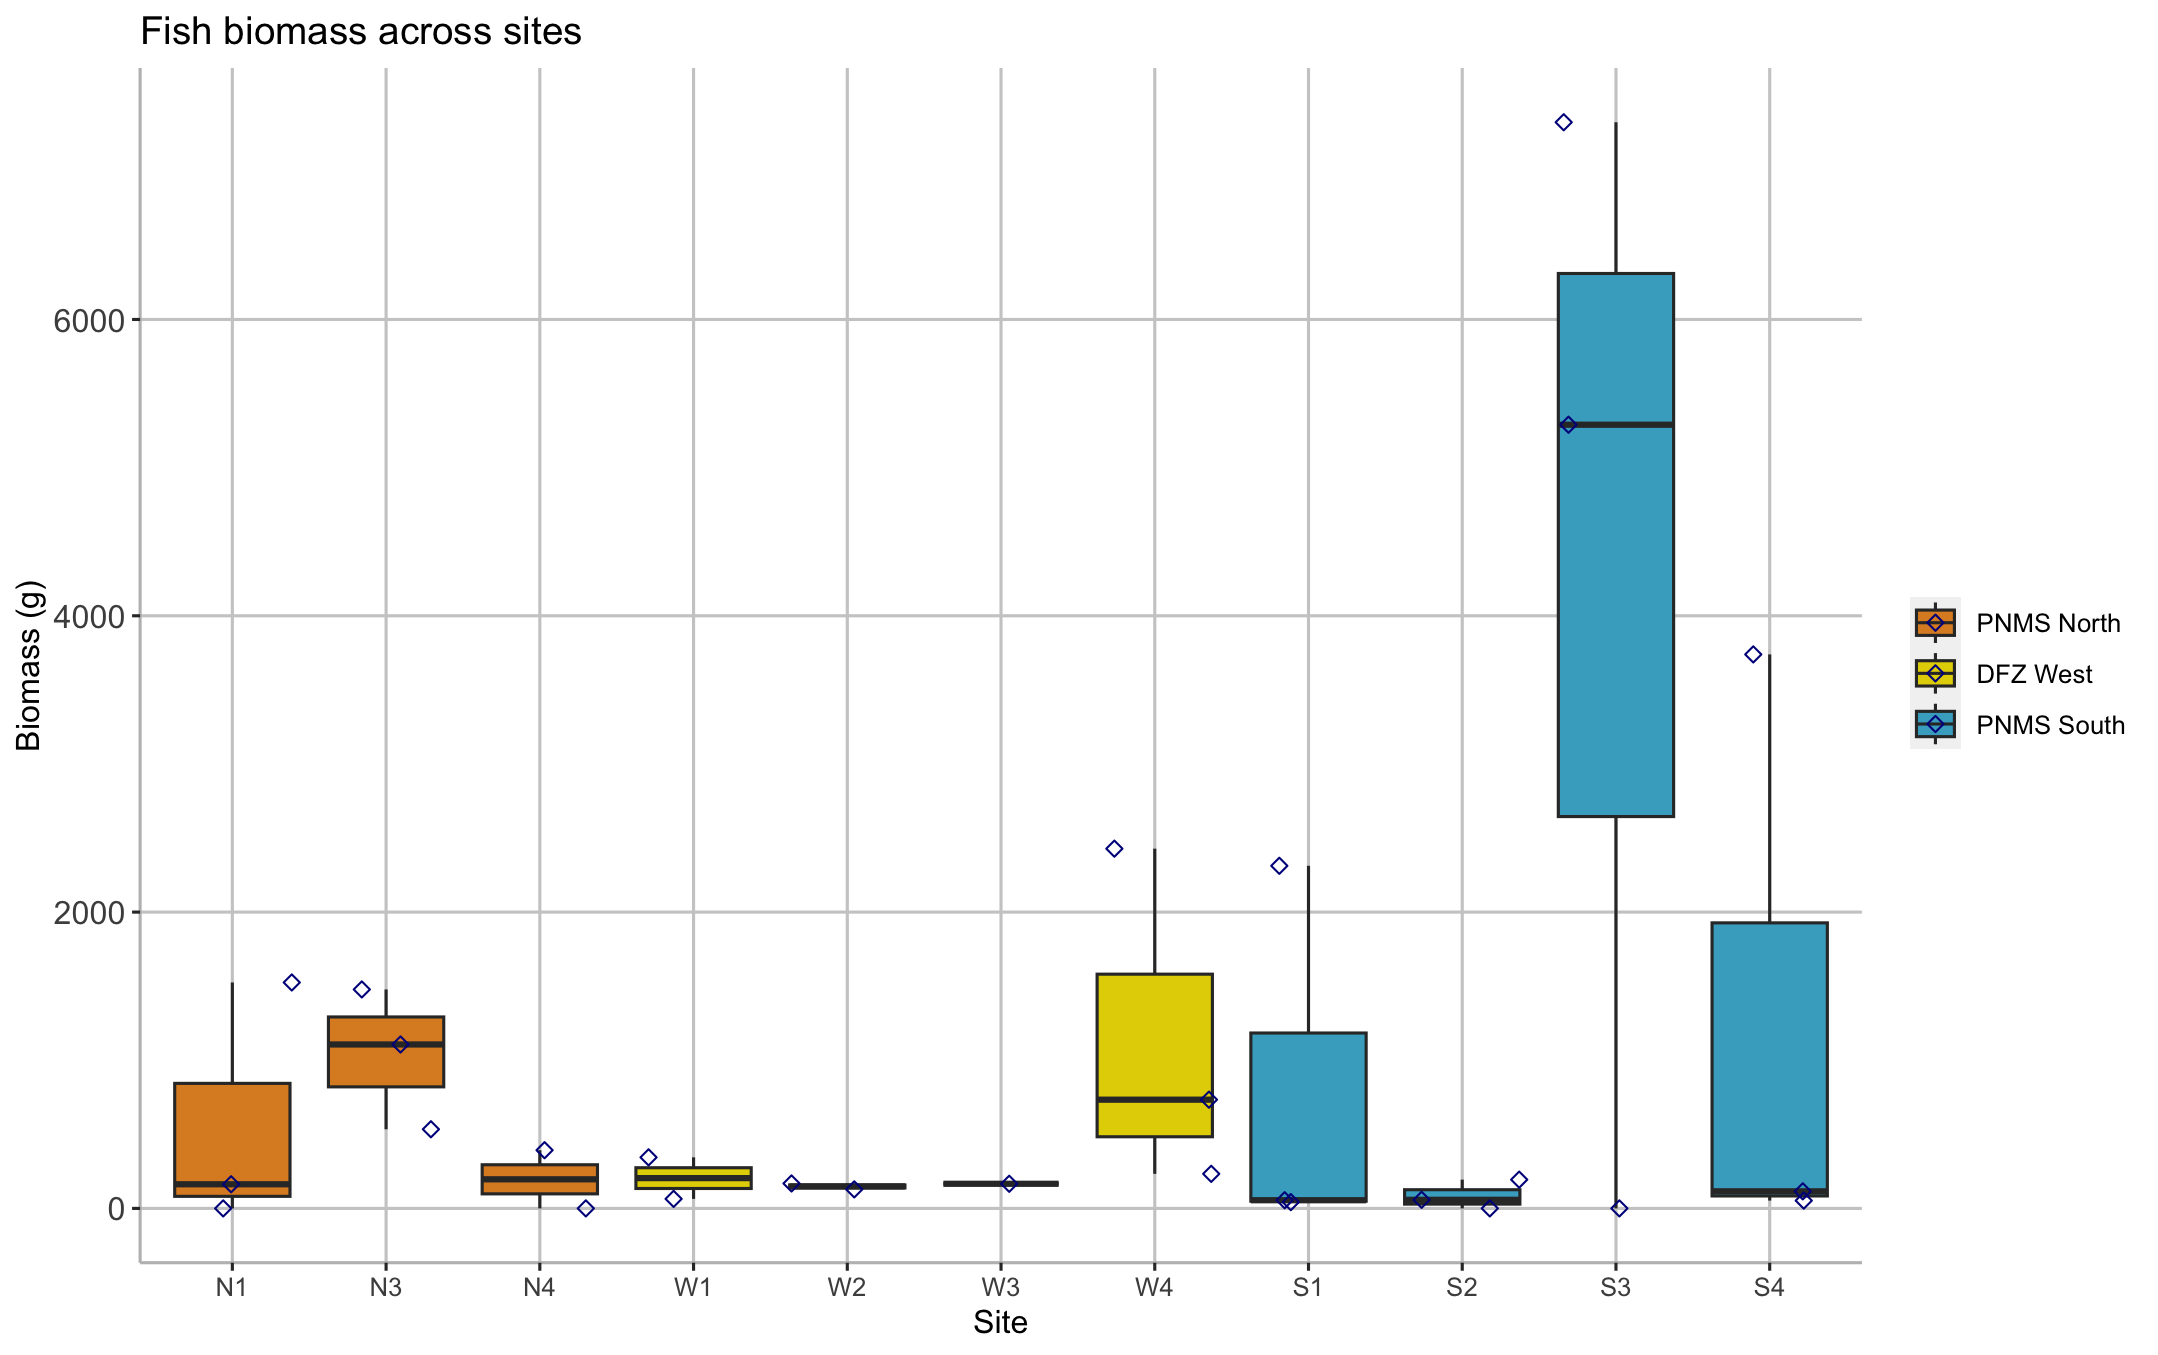 Fish biomass across sites
Biomass (g)
6000
4000
2000
0
N1 N3 N4 W1 W2 W3 W4 S1 S2 S3 S4
Site
PNMS North
DFZ West
PNMS South